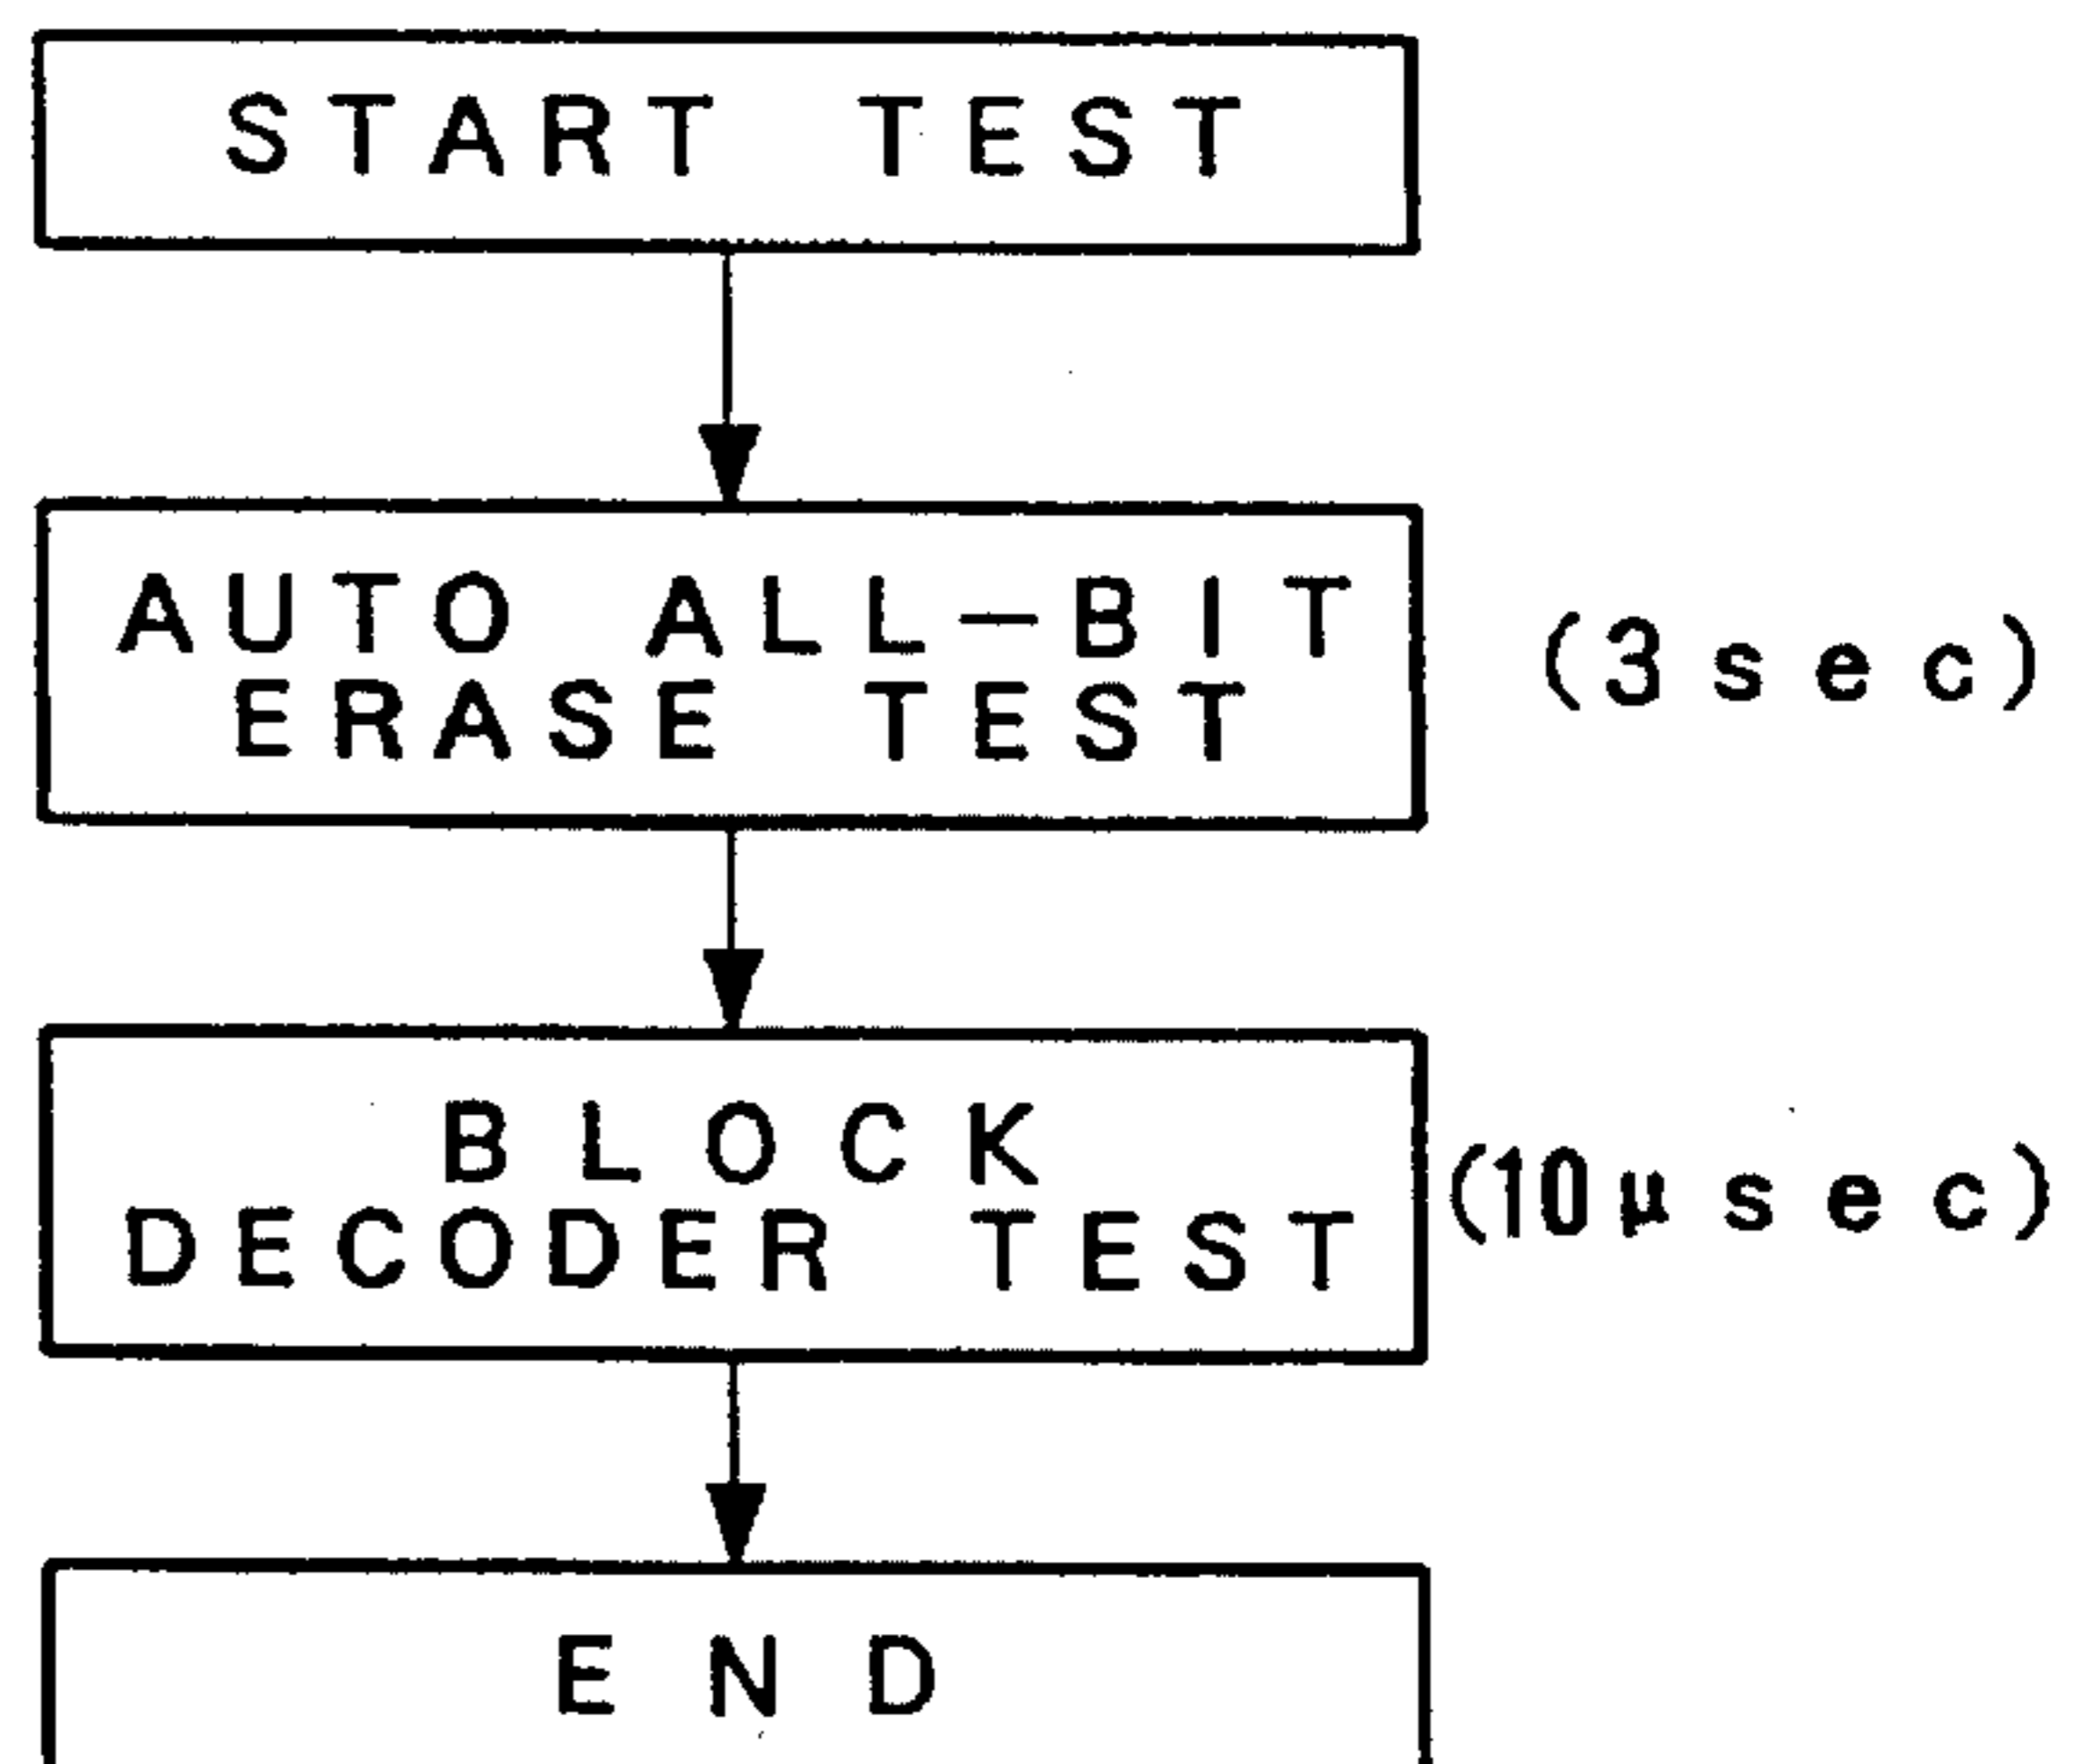 START TEST
AUTO ALL-BIT
ERASE TEST
(3sec)
BLOCK
DECODER TEST
(10μsec)
END